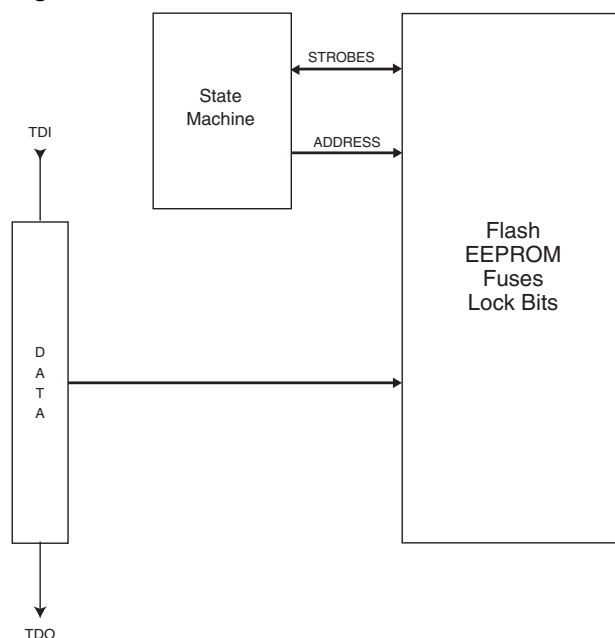 STROBES
State
Machine
ADDRESS
TDI
Flash
EEPROM
Fuses
Lock Bits
D
A
T
A
TDO